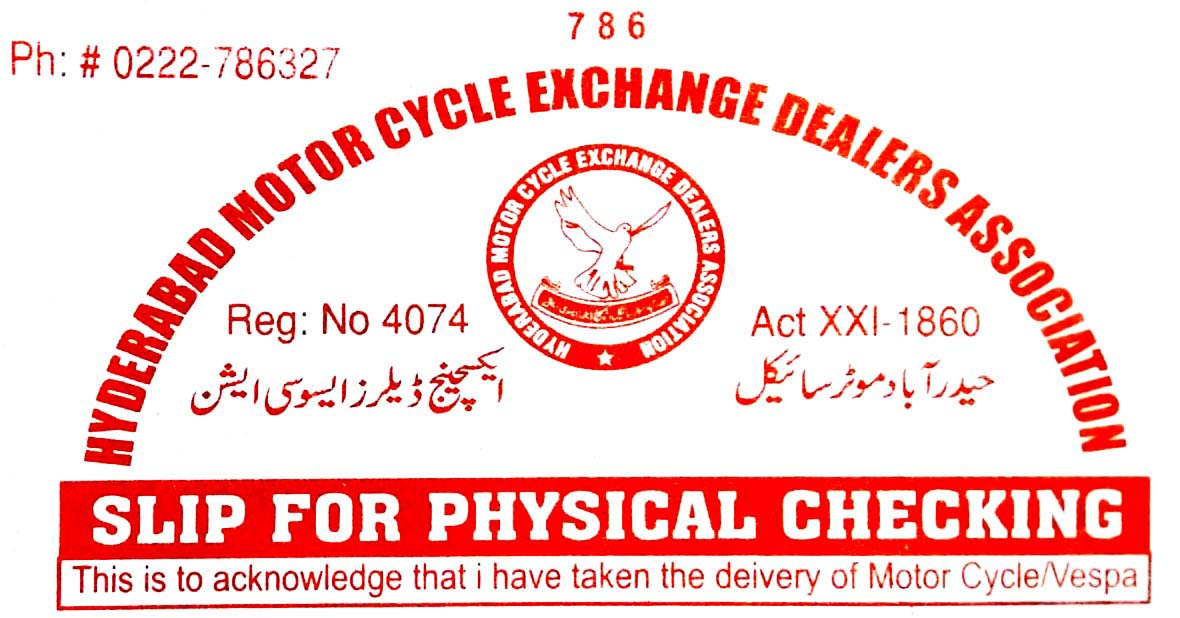 786
Ph: # 0222-786327
HYDERABAD MOTOR CYCLE EXCHANGE DEALERS ASSOCIATION
HYDERABAD MOTOR CYCLE EXCHANGE DEALERS ASSOCIATION
Reg: No 4074
Act XXI-1860
حیدرآباد موٹر سائیکل
ایکسچینج ڈیلرز ایسوسی ایشن
SLIP FOR PHYSICAL CHECKING
This is to acknowledge that i have taken the deivery of Motor Cycle/Vespa